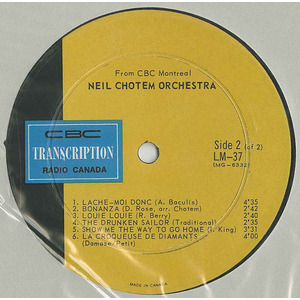 From CBC Montreal
NEIL CHOTEM ORCHESTRA
Side 2 (of 2)
LM-37
(MG-6332)
CBC
TRANSCRIPTION
RADIO CANADA
1. LACHE-MOI DONC (A. Baculis) 4"35
2. BONANZA (D. Rose, arr. Chotem) 2"42
3. LOUIE LOUIE (R. Berry) 2"40
4. THE DRUNKEN SAILOR (Traditional) 2"35
5. SHOW ME THE WAY TO GO HOME (I. King) 3"31
6. LA CROQUEUSE DE DIAMANTS 4"00
(Damase/Petit)
MADE IN CANADA